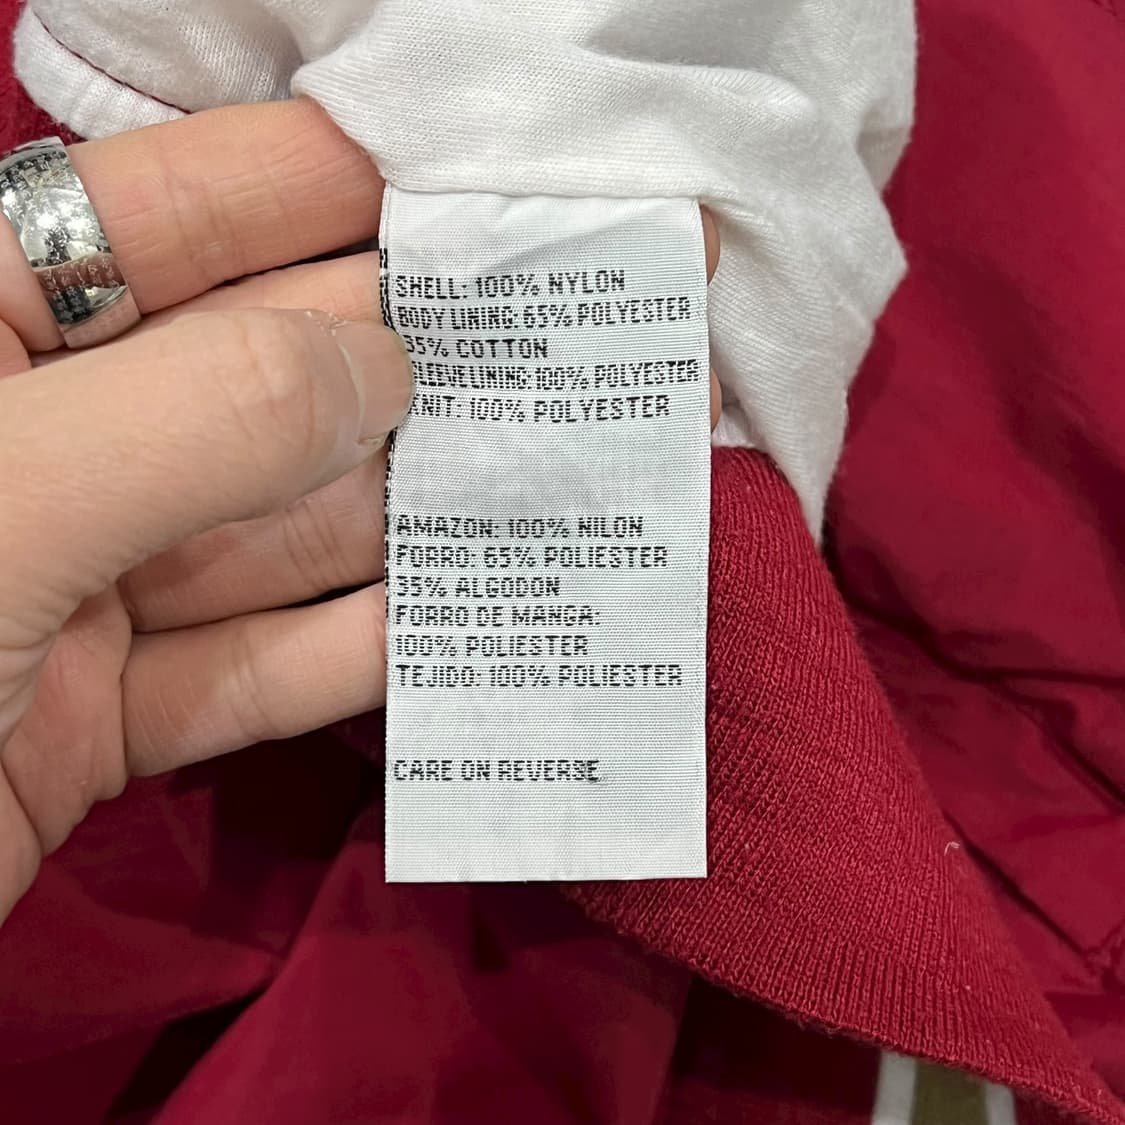 SHELL: 100% NYLON
BODY LINING: 65% POLYESTER
35% COTTON
SLEEVE LINING: 100% POLYESTER
KNIT: 100% POLYESTER
AMAZON: 100% NILON
FORRO: 65% POLIESTER
35% ALGODON
FORRO DE MANGA:
100% POLIESTER
TEJIDO: 100% POLIESTER
CARE ON REVERSE